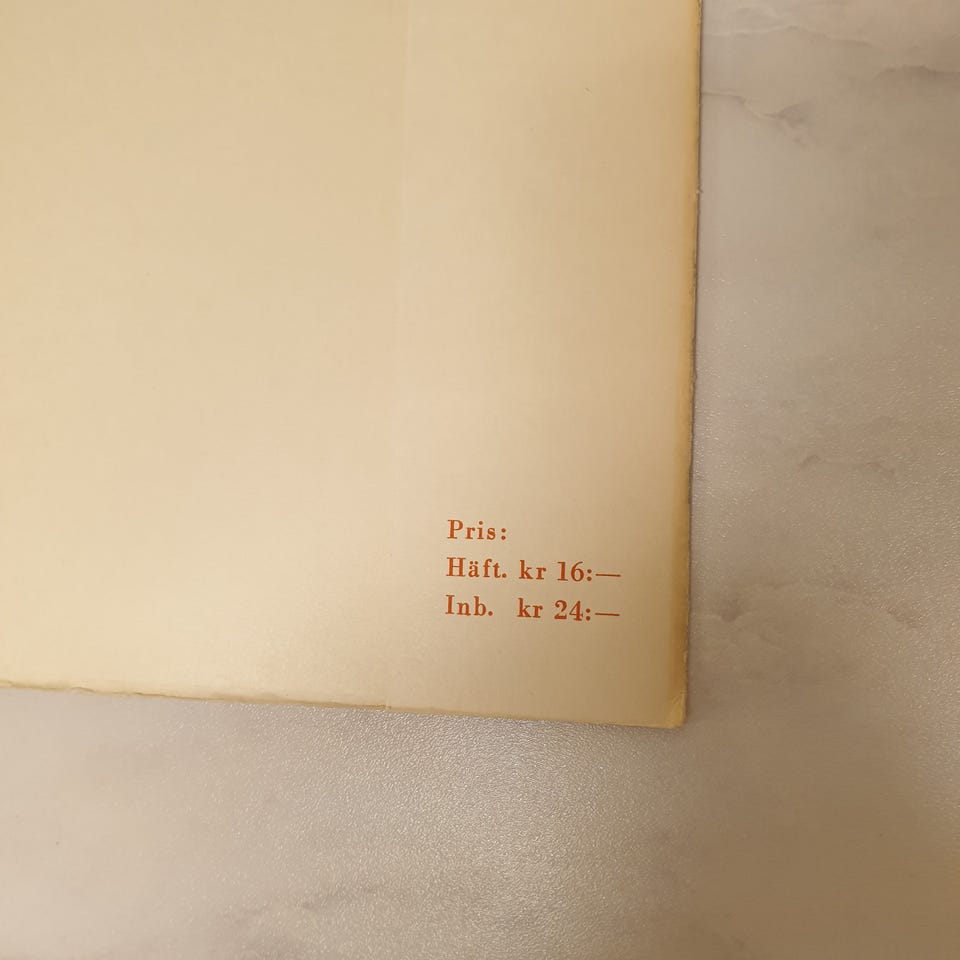 Pris:
Häft. kr 16:—
Inb. kr 24:—